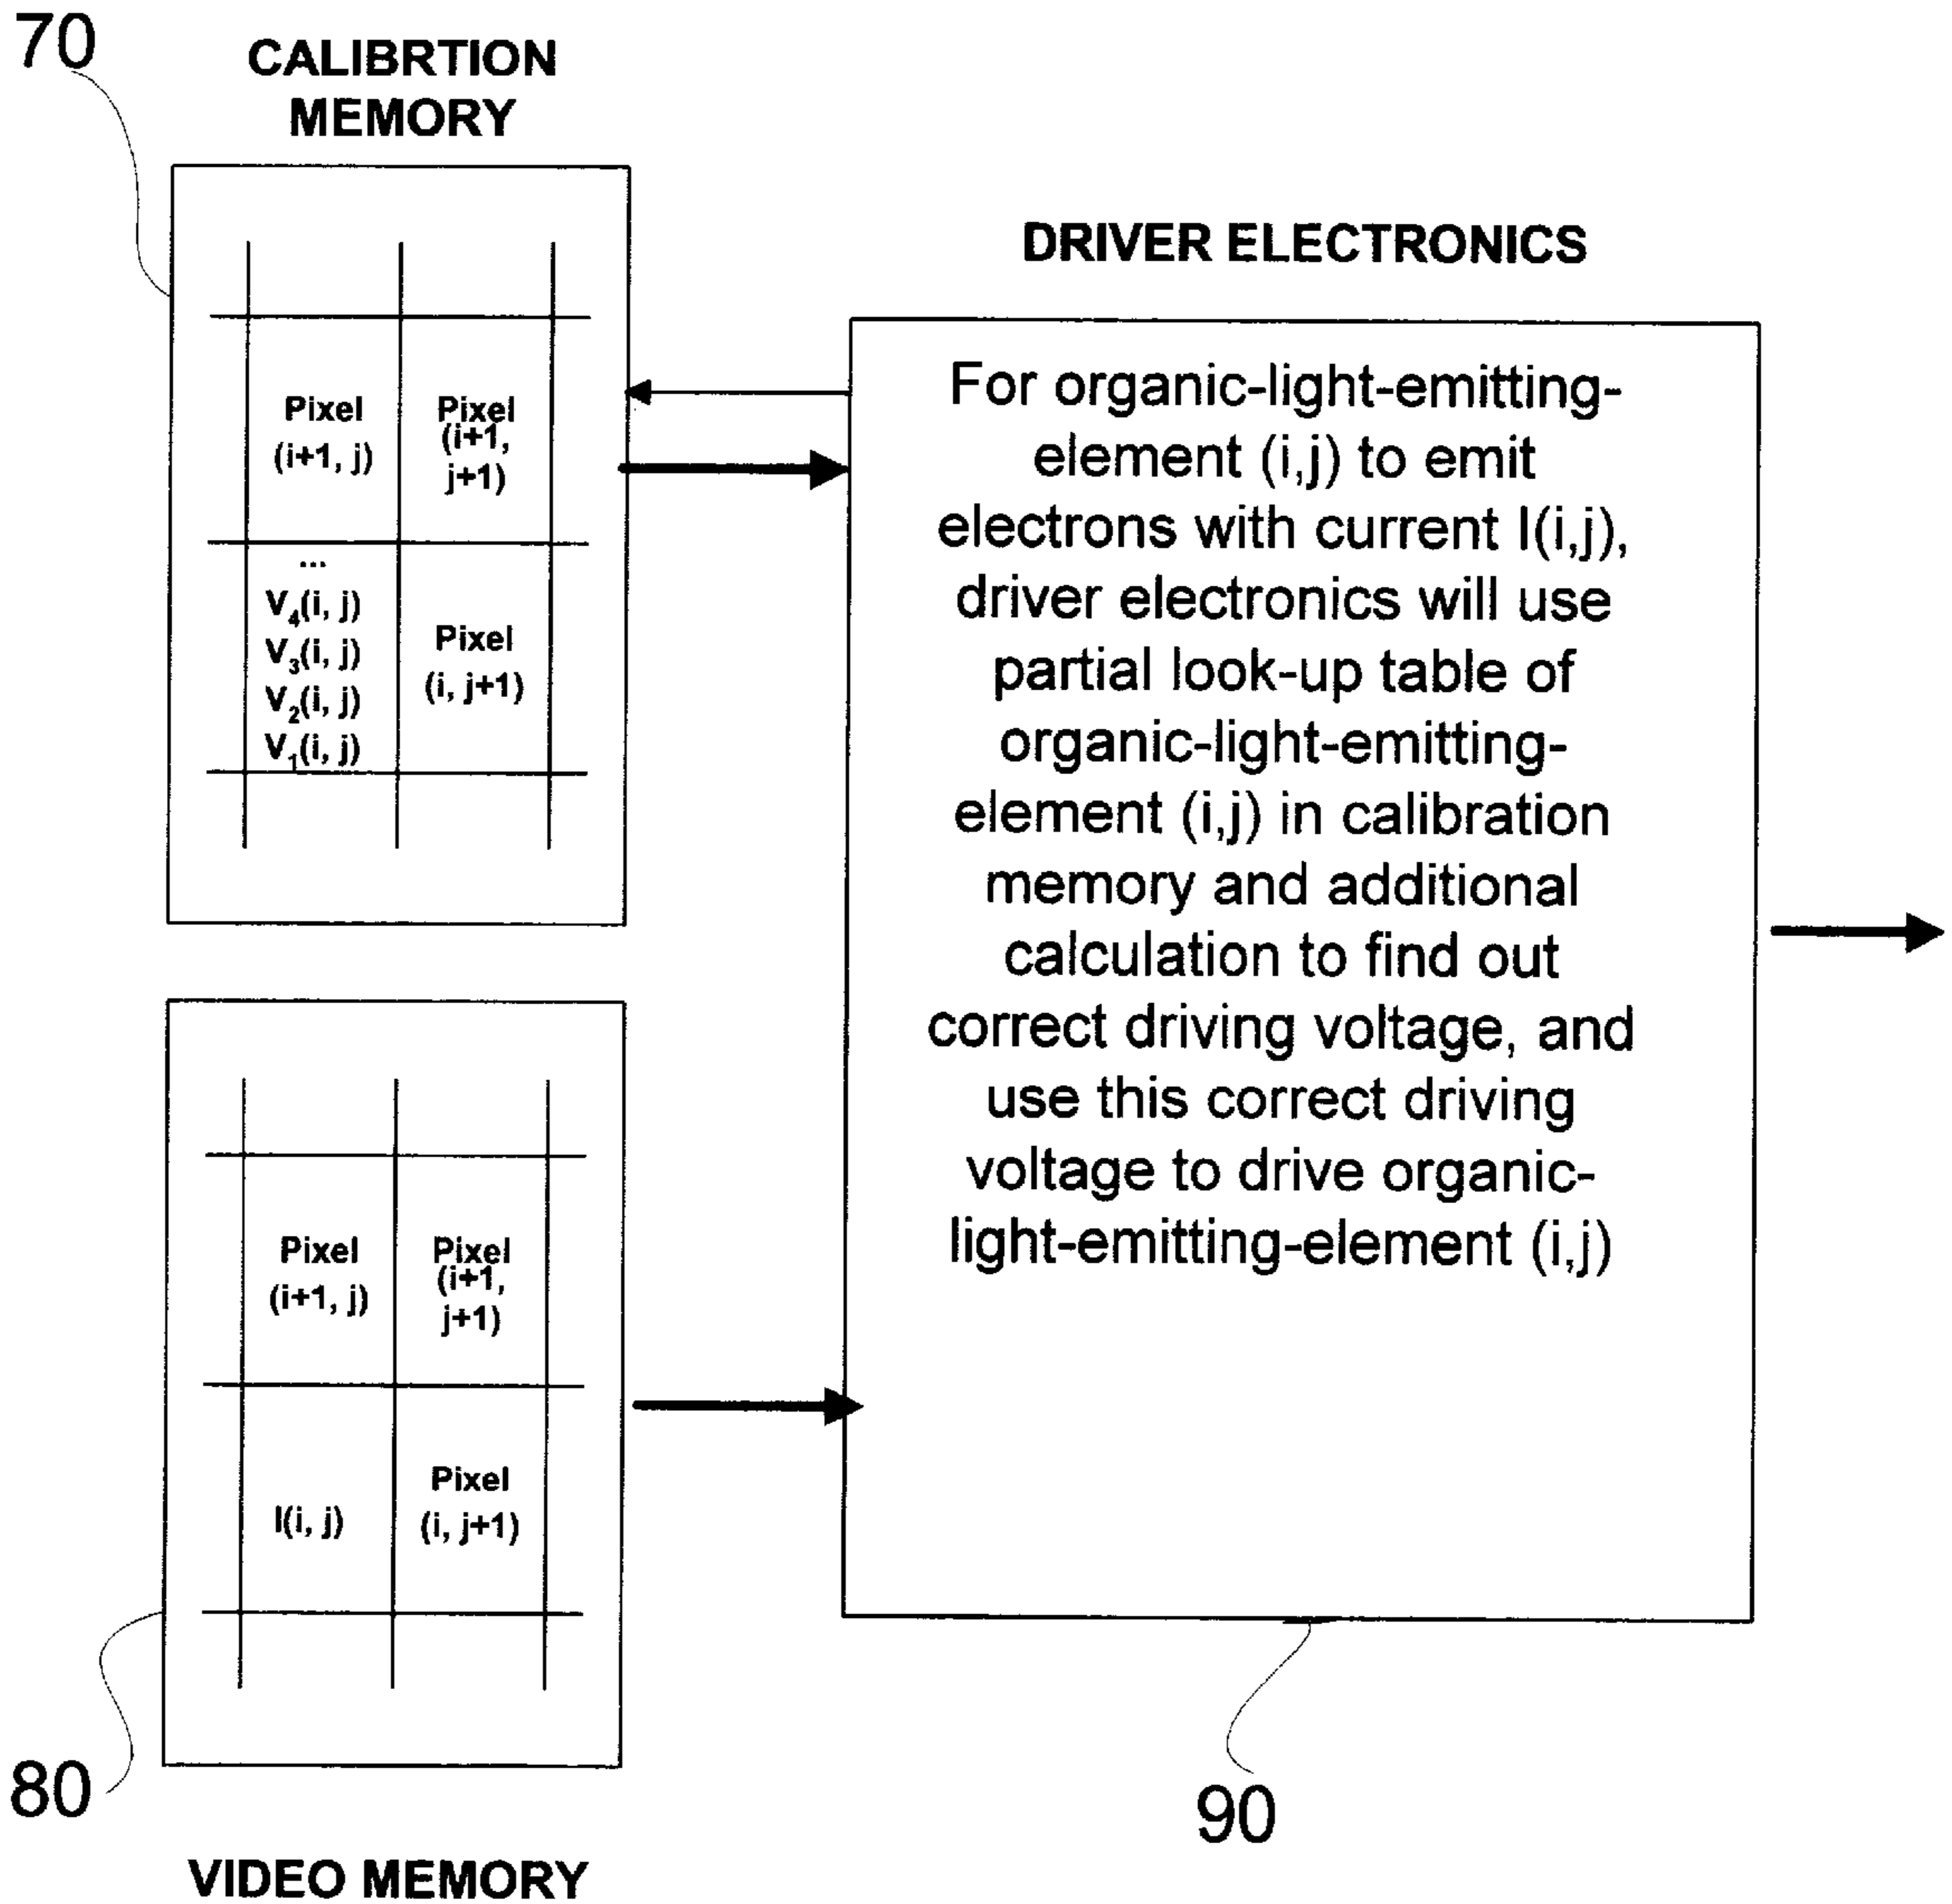 70
CALIBRTION
MEMORY
Pixel
(i+1, j)
Pixel
(i+1,
j+1)
...
V4(i, j)
V3(i, j)
V2(i, j)
V1(i, j)
Pixel
(i, j+1)
DRIVER ELECTRONICS
For organic-light-emitting-
element (i,j) to emit
electrons with current I(i,j),
driver electronics will use
partial look-up table of
organic-light-emitting-
element (i,j) in calibration
memory and additional
calculation to find out
correct driving voltage, and
use this correct driving
voltage to drive organic-
light-emitting-element (i,j)
90
Pixel
(i+1, j)
Pixel
(i+1,
j+1)
I(i, j)
Pixel
(i, j+1)
80
VIDEO MEMORY